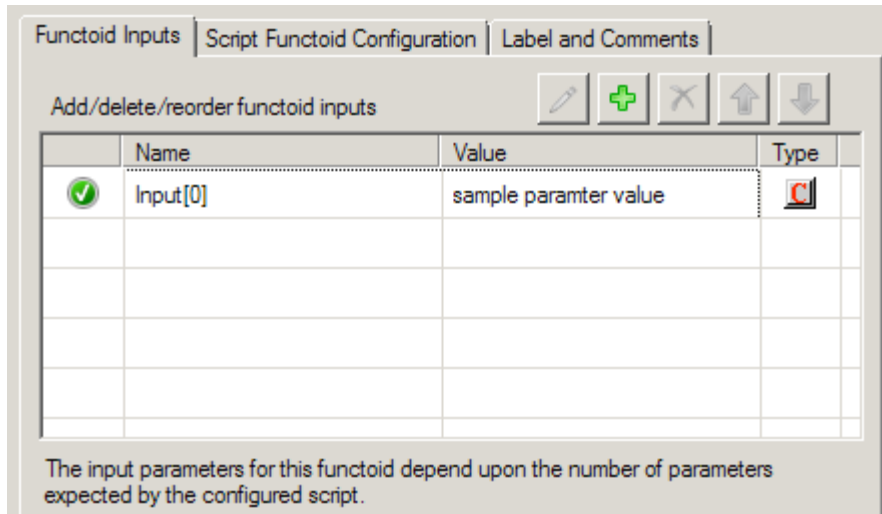 Functoid Inputs Script Functoid Configuration Label and Comments
Add/delete/reorder functoid inputs
Name Value Type
Input[0] sample paramter value C
The input parameters for this functoid depend upon the number of parameters
expected by the configured script.